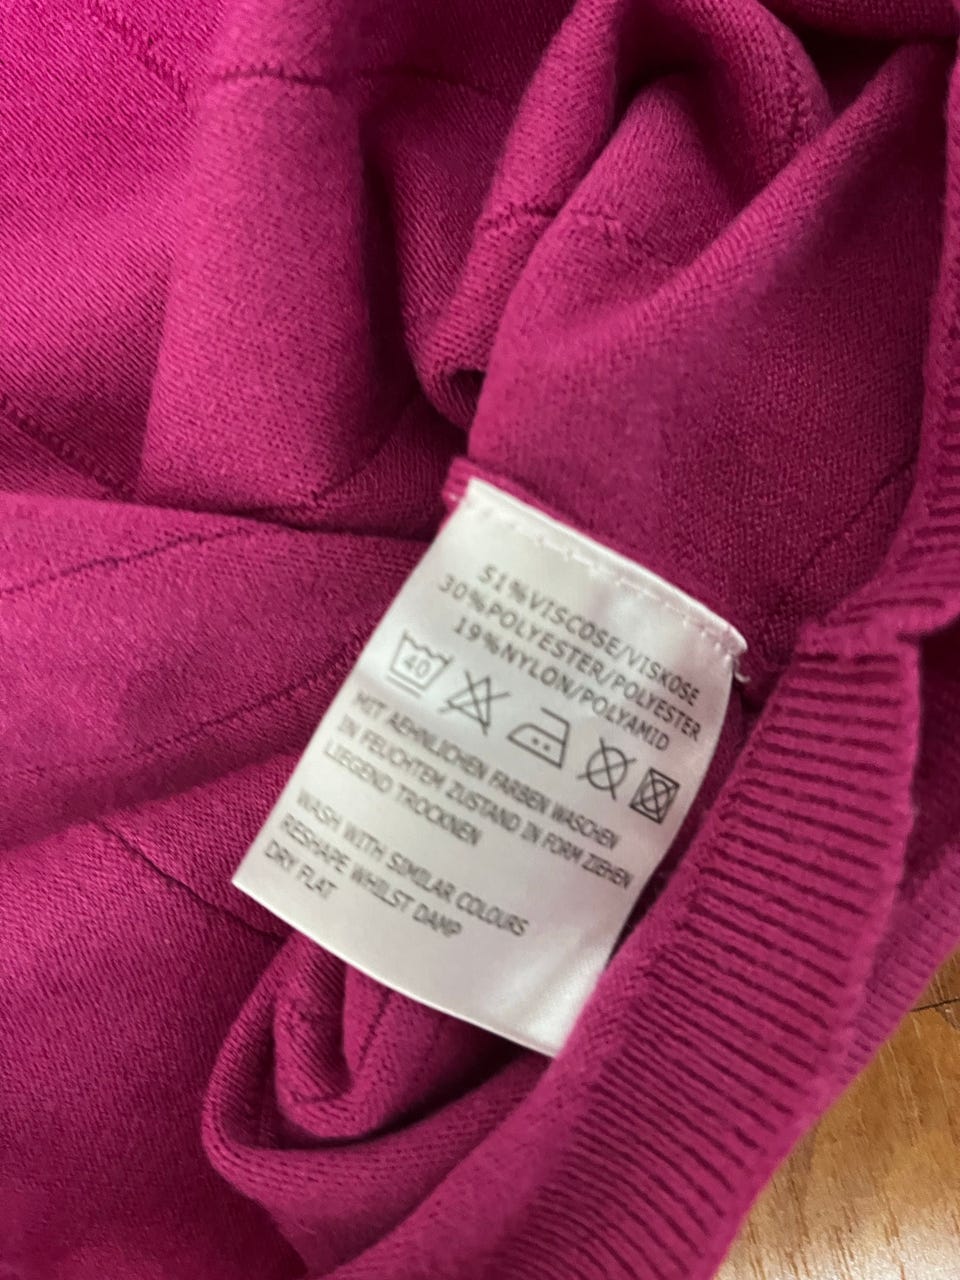 51%VISCOSE/VISKOSE
30%POLYESTER/POLYESTER
19%NYLON/POLYAMID
40
MIT AEHNLICHEN FARBEN WASCHEN
IN FEUCHTEM ZUSTAND IN FORM ZIEHEN
LIEGEND TROCKNEN
WASH WITH SIMILAR COLOURS
RESHAPE WHILST DAMP
DRY FLAT